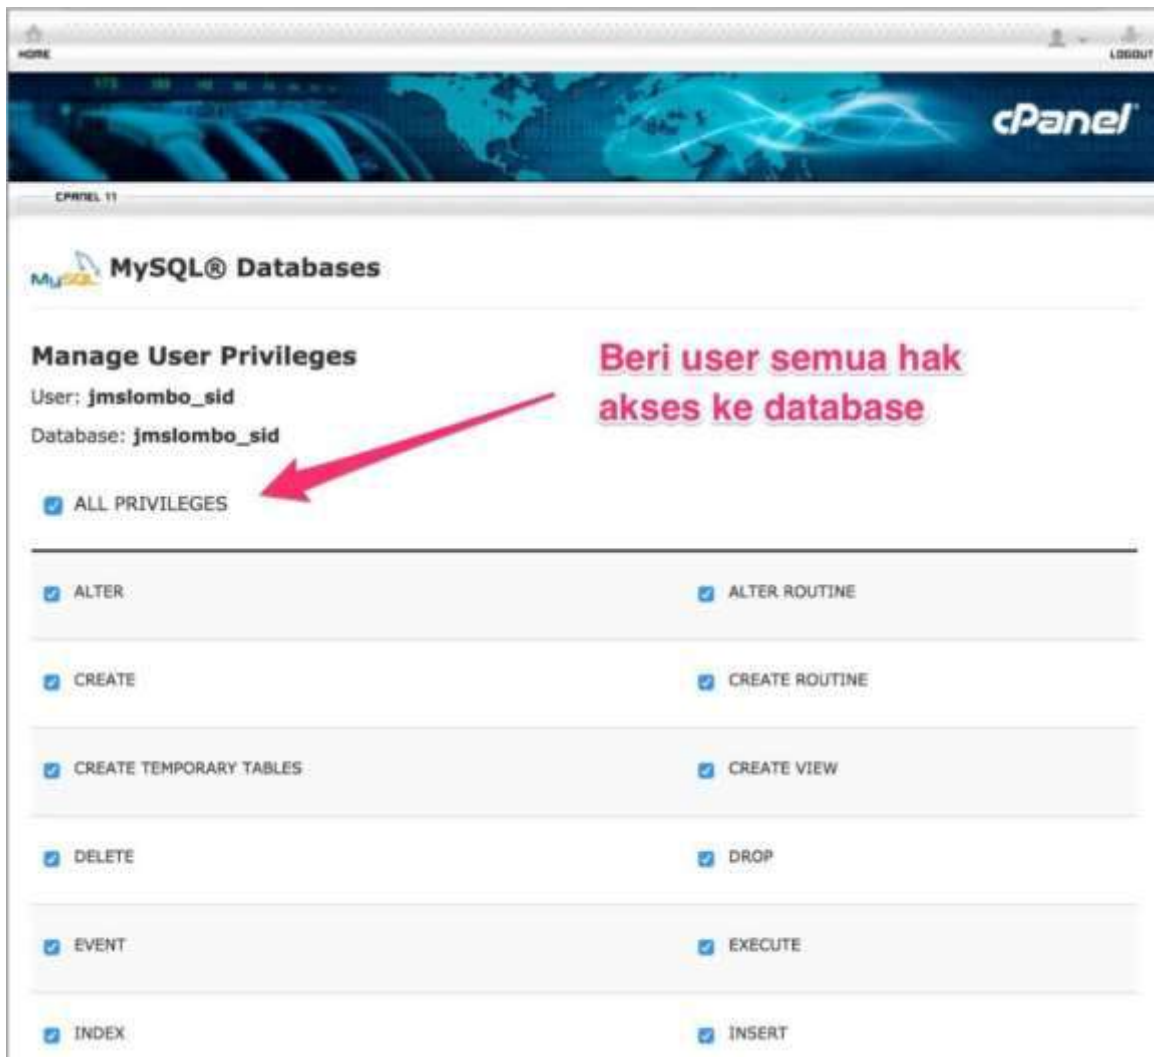 HOME
LOGOUT
cPanel
CPANEL 11
MySQL
MySQL® Databases
Manage User Privileges
User: jmslombo_sid
Database: jmslombo_sid
Beri user semua hak
akses ke database
ALL PRIVILEGES
ALTER
ALTER ROUTINE
CREATE
CREATE ROUTINE
CREATE TEMPORARY TABLES
CREATE VIEW
DELETE
DROP
EVENT
EXECUTE
INDEX
INSERT